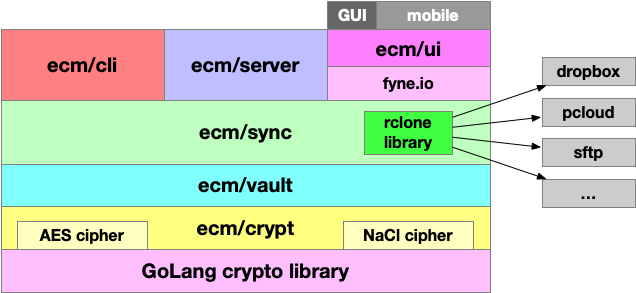 GUI
mobile
ecm/cli
ecm/server
ecm/ui
fyne.io
dropbox
pcloud
sftp
...
ecm/sync
rclone
library
ecm/vault
ecm/crypt
AES cipher
NaCl cipher
GoLang crypto library